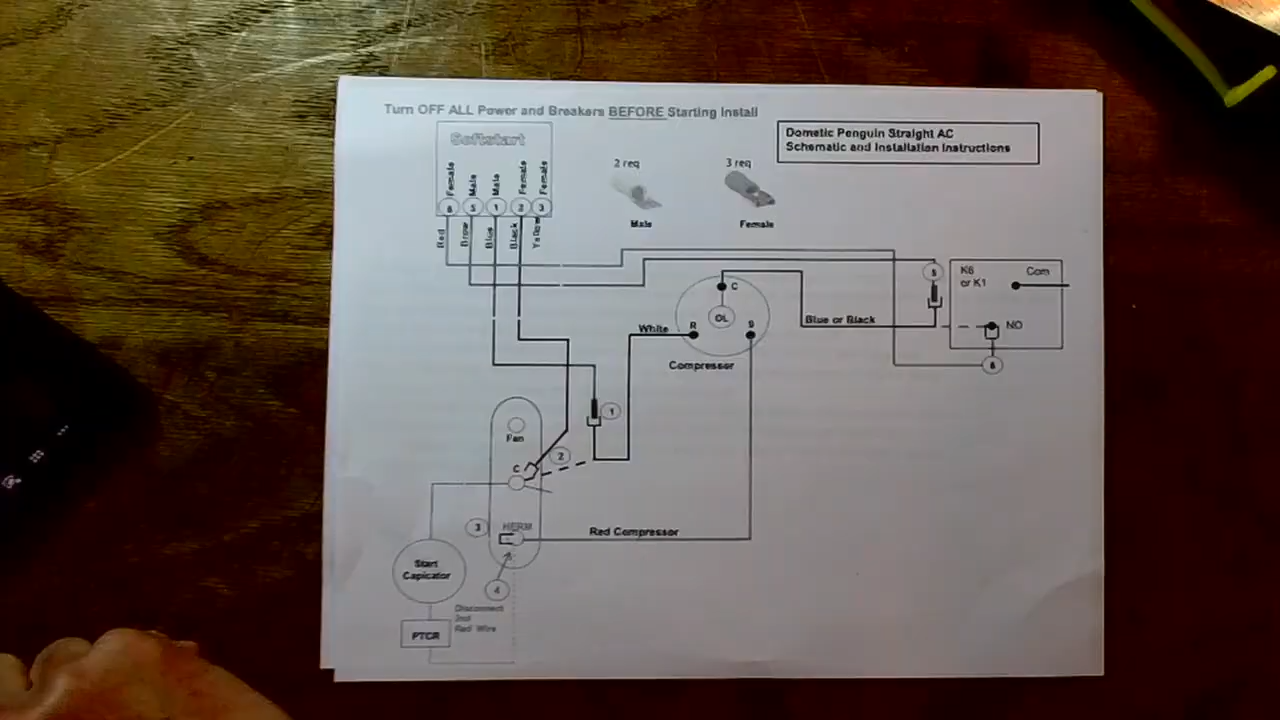 Turn OFF ALL Power and Breakers BEFORE Starting Install
Softstart
Dometic Penguin Straight AC
Schematic and Installation Instructions
2 req
3 req
Female
Male
Male
Female
Female
6
5
1
2
3
Male
Female
Red
Brow
Blue
Black
Yellow
5
K6
or K1
Com
C
OL
R
S
White
Blue or Black
NO
Compressor
6
1
Fan
2
C
3
HERM
Red Compressor
Start
Capicator
4
Disconnect
2nd
Red Wire
PTCR